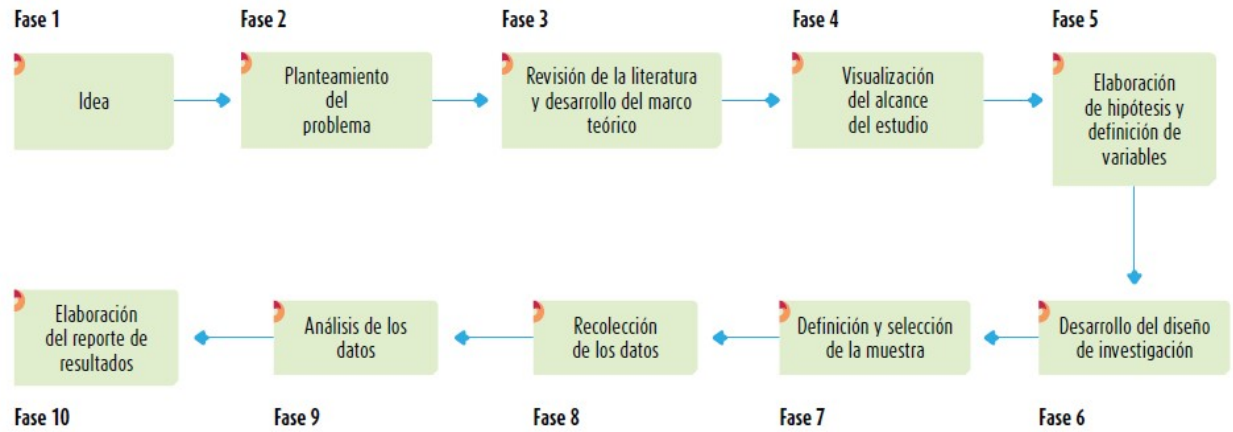 Fase 1
Idea
Fase 2
Planteamiento
del
problema
Fase 3
Revisión de la literatura
y desarrollo del marco
teórico
Fase 4
Visualización
del alcance
del estudio
Fase 5
Elaboración
de hipótesis y
definición de
variables
Desarrollo del diseño
de investigación
Fase 6
Definición y selección
de la muestra
Fase 7
Recolección
de los datos
Fase 8
Análisis de los
datos
Fase 9
Elaboración
del reporte de
resultados
Fase 10